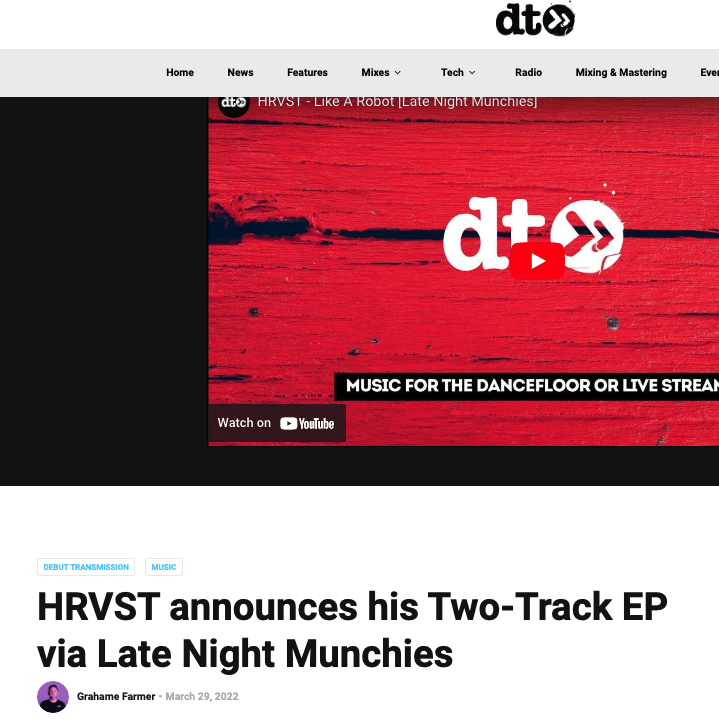 dt
Home News Features Mixes Tech Radio Mixing & Mastering
dt HRVST - Like A Robot [Late Night Munchies]
dt
MUSIC FOR THE DANCEFLOOR OR LIVE STREAM
Watch on YouTube
DEBUT TRANSMISSION MUSIC
HRVST announces his Two-Track EP
via Late Night Munchies
Grahame Farmer • March 29, 2022